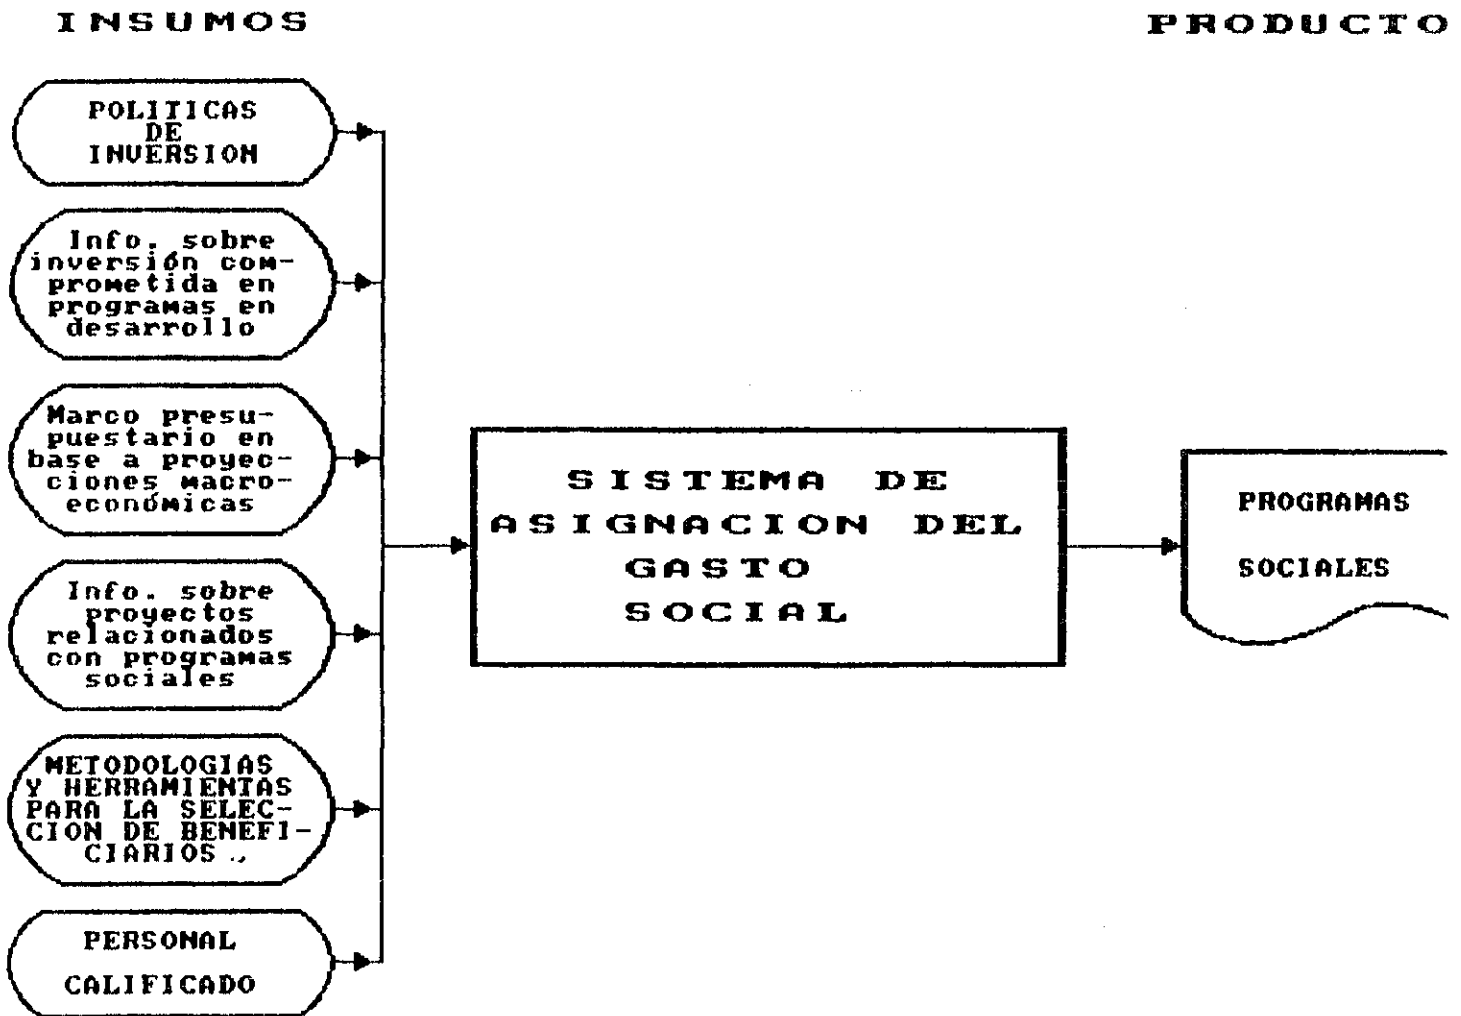 INSUMOS
PRODUCTO
POLITICAS
DE
INVERSION
Info. sobre
inversión com-
prometida en
programas en
desarrollo
Marco presu-
puestario en
base a proyec-
ciones macro-
económicas
Info. sobre
proyectos
relacionados
con programas
sociales
METODOLOGIAS
Y HERRAMIENTAS
PARA LA SELEC-
CION DE BENEFI-
CIARIOS
PERSONAL
CALIFICADO
SISTEMA DE
ASIGNACION DEL
GASTO
SOCIAL
PROGRAMAS
SOCIALES